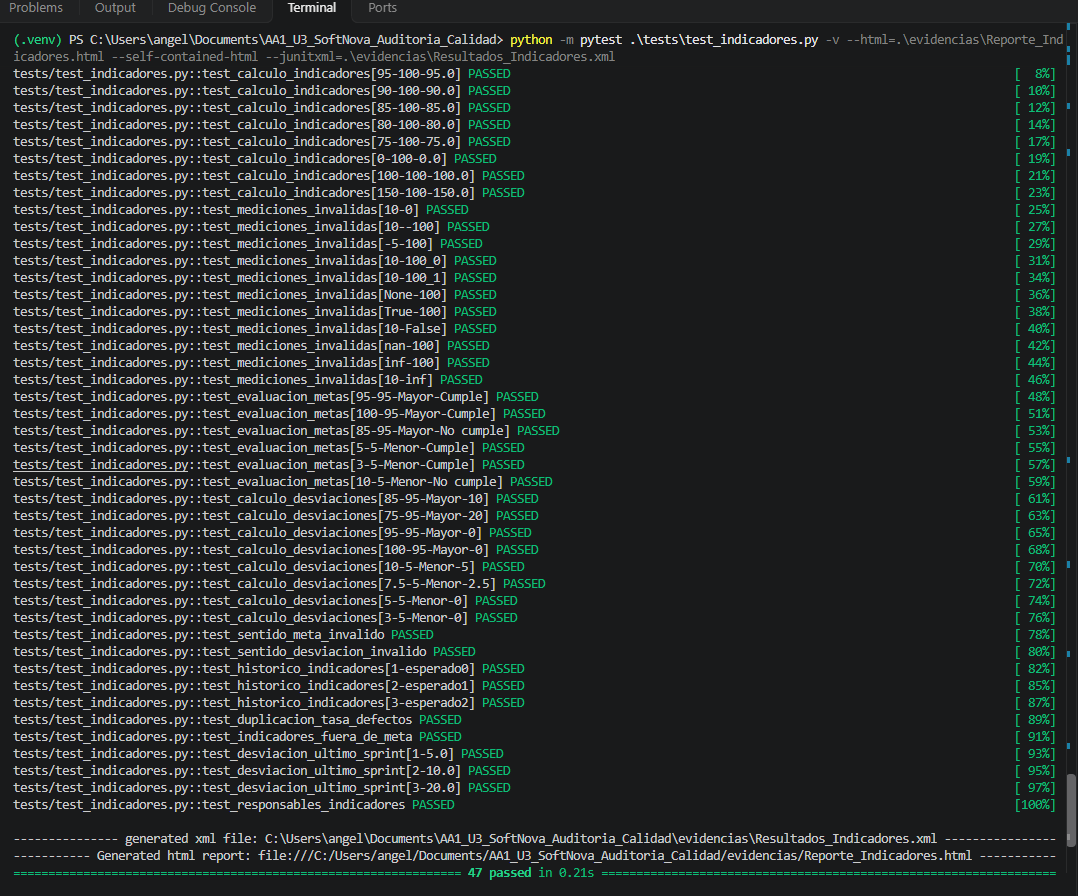 Problems Output Debug Console Terminal Ports
(.venv) PS C:\Users\angel\Documents\AA1_U3_SoftNova_Auditoria_Calidad> python -m pytest .\tests\test_indicadores.py -v --html=.\evidencias\Reporte_Ind
icadores.html --self-contained-html --junitxml=.\evidencias\Resultados_Indicadores.xml
tests/test_indicadores.py::test_calculo_indicadores[95-100-95.0] PASSED [  8%]
tests/test_indicadores.py::test_calculo_indicadores[90-100-90.0] PASSED [ 10%]
tests/test_indicadores.py::test_calculo_indicadores[85-100-85.0] PASSED [ 12%]
tests/test_indicadores.py::test_calculo_indicadores[80-100-80.0] PASSED [ 14%]
tests/test_indicadores.py::test_calculo_indicadores[75-100-75.0] PASSED [ 17%]
tests/test_indicadores.py::test_calculo_indicadores[0-100-0.0] PASSED [ 19%]
tests/test_indicadores.py::test_calculo_indicadores[100-100-100.0] PASSED [ 21%]
tests/test_indicadores.py::test_calculo_indicadores[150-100-150.0] PASSED [ 23%]
tests/test_indicadores.py::test_mediciones_invalidas[10-0] PASSED [ 25%]
tests/test_indicadores.py::test_mediciones_invalidas[10--100] PASSED [ 27%]
tests/test_indicadores.py::test_mediciones_invalidas[-5-100] PASSED [ 29%]
tests/test_indicadores.py::test_mediciones_invalidas[10-100_0] PASSED [ 31%]
tests/test_indicadores.py::test_mediciones_invalidas[10-100_1] PASSED [ 34%]
tests/test_indicadores.py::test_mediciones_invalidas[None-100] PASSED [ 36%]
tests/test_indicadores.py::test_mediciones_invalidas[True-100] PASSED [ 38%]
tests/test_indicadores.py::test_mediciones_invalidas[10-False] PASSED [ 40%]
tests/test_indicadores.py::test_mediciones_invalidas[nan-100] PASSED [ 42%]
tests/test_indicadores.py::test_mediciones_invalidas[inf-100] PASSED [ 44%]
tests/test_indicadores.py::test_mediciones_invalidas[10-inf] PASSED [ 46%]
tests/test_indicadores.py::test_evaluacion_metas[95-95-Mayor-Cumple] PASSED [ 48%]
tests/test_indicadores.py::test_evaluacion_metas[100-95-Mayor-Cumple] PASSED [ 51%]
tests/test_indicadores.py::test_evaluacion_metas[85-95-Mayor-No cumple] PASSED [ 53%]
tests/test_indicadores.py::test_evaluacion_metas[5-5-Menor-Cumple] PASSED [ 55%]
tests/test_indicadores.py::test_evaluacion_metas[3-5-Menor-Cumple] PASSED [ 57%]
tests/test_indicadores.py::test_evaluacion_metas[10-5-Menor-No cumple] PASSED [ 59%]
tests/test_indicadores.py::test_calculo_desviaciones[85-95-Mayor-10] PASSED [ 61%]
tests/test_indicadores.py::test_calculo_desviaciones[75-95-Mayor-20] PASSED [ 63%]
tests/test_indicadores.py::test_calculo_desviaciones[95-95-Mayor-0] PASSED [ 65%]
tests/test_indicadores.py::test_calculo_desviaciones[100-95-Mayor-0] PASSED [ 68%]
tests/test_indicadores.py::test_calculo_desviaciones[10-5-Menor-5] PASSED [ 70%]
tests/test_indicadores.py::test_calculo_desviaciones[7.5-5-Menor-2.5] PASSED [ 72%]
tests/test_indicadores.py::test_calculo_desviaciones[5-5-Menor-0] PASSED [ 74%]
tests/test_indicadores.py::test_calculo_desviaciones[3-5-Menor-0] PASSED [ 76%]
tests/test_indicadores.py::test_sentido_meta_invalido PASSED [ 78%]
tests/test_indicadores.py::test_sentido_desviacion_invalido PASSED [ 80%]
tests/test_indicadores.py::test_historico_indicadores[1-esperado0] PASSED [ 82%]
tests/test_indicadores.py::test_historico_indicadores[2-esperado1] PASSED [ 85%]
tests/test_indicadores.py::test_historico_indicadores[3-esperado2] PASSED [ 87%]
tests/test_indicadores.py::test_duplicacion_tasa_defectos PASSED [ 89%]
tests/test_indicadores.py::test_indicadores_fuera_de_meta PASSED [ 91%]
tests/test_indicadores.py::test_desviacion_ultimo_sprint[1-5.0] PASSED [ 93%]
tests/test_indicadores.py::test_desviacion_ultimo_sprint[2-10.0] PASSED [ 95%]
tests/test_indicadores.py::test_desviacion_ultimo_sprint[3-20.0] PASSED [ 97%]
tests/test_indicadores.py::test_responsables_indicadores PASSED [100%]
--------------- generated xml file: C:\Users\angel\Documents\AA1_U3_SoftNova_Auditoria_Calidad\evidencias\Resultados_Indicadores.xml ----------------
----------- Generated html report: file:///C:/Users/angel/Documents/AA1_U3_SoftNova_Auditoria_Calidad/evidencias/Reporte_Indicadores.html -----------
================================================================ 47 passed in 0.21s =================================================================